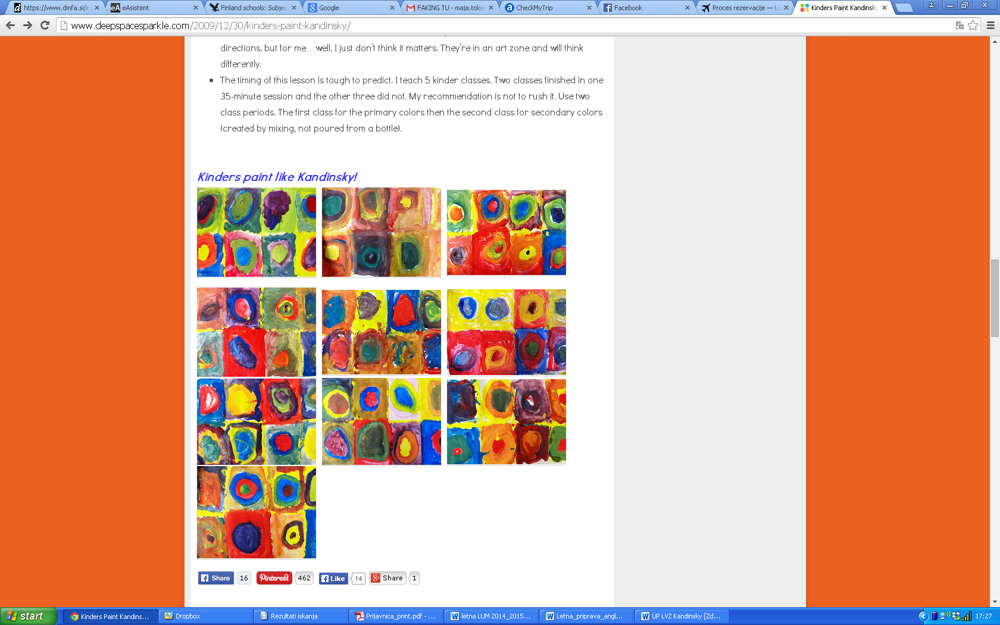 https://www.dmfa.si/ir
eAsistent
Finland schools: Subjec
Google
FAKING TU - maja.tolo
CheckMyTrip
Facebook
Proces rezervacije — L
Kinders Paint Kandinsky
www.deepspacesparkle.com/2009/12/30/kinders-paint-kandinsky/
directions, but for me…well, I just don't think it matters. They're in an art zone and will think
differently.
• The timing of this lesson is tough to predict. I teach 5 kinder classes. Two classes finished in one
35-minute session and the other three did not. My recommendation is not to rush it. Use two
class periods. The first class for the primary colors then the second class for secondary colors
(created by mixing, not poured from a bottle).
Kinders paint like Kandinsky!
Share 16 Pinterest 462 Like 14 Share 1
start Kinders Paint Kandins... Dropbox Rezultati iskanja Prijavnica_print.pdf - ... letna LUM 2014_2015... Letna_priprava_angl... UP LVZ Kandinsky [Zd... 17:27